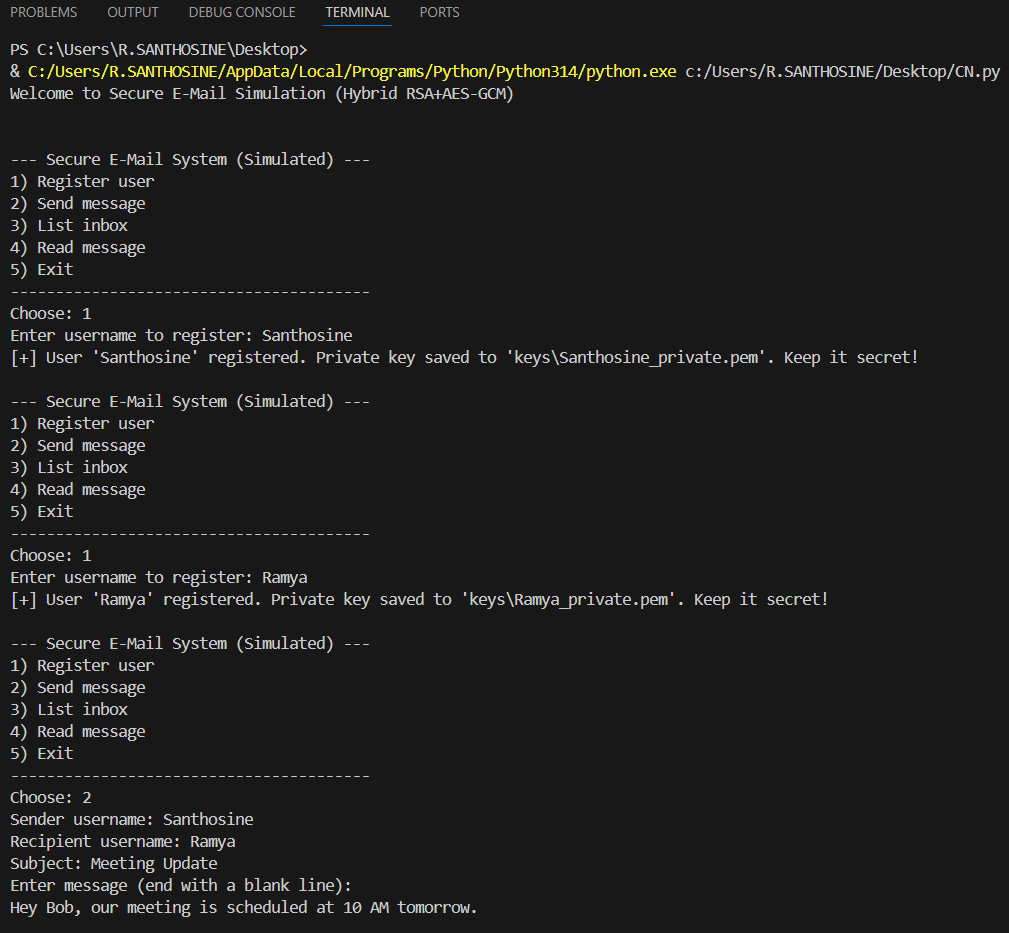 PROBLEMS OUTPUT DEBUG CONSOLE TERMINAL PORTS
PS C:\Users\R.SANTHOSINE\Desktop>
& C:/Users/R.SANTHOSINE/AppData/Local/Programs/Python/Python314/python.exe c:/Users/R.SANTHOSINE/Desktop/CN.py
Welcome to Secure E-Mail Simulation (Hybrid RSA+AES-GCM)
--- Secure E-Mail System (Simulated) ---
1) Register user
2) Send message
3) List inbox
4) Read message
5) Exit
----------------------------------------
Choose: 1
Enter username to register: Santhosine
[+] User 'Santhosine' registered. Private key saved to 'keys\Santhosine_private.pem'. Keep it secret!
--- Secure E-Mail System (Simulated) ---
1) Register user
2) Send message
3) List inbox
4) Read message
5) Exit
----------------------------------------
Choose: 1
Enter username to register: Ramya
[+] User 'Ramya' registered. Private key saved to 'keys\Ramya_private.pem'. Keep it secret!
--- Secure E-Mail System (Simulated) ---
1) Register user
2) Send message
3) List inbox
4) Read message
5) Exit
----------------------------------------
Choose: 2
Sender username: Santhosine
Recipient username: Ramya
Subject: Meeting Update
Enter message (end with a blank line):
Hey Bob, our meeting is scheduled at 10 AM tomorrow.